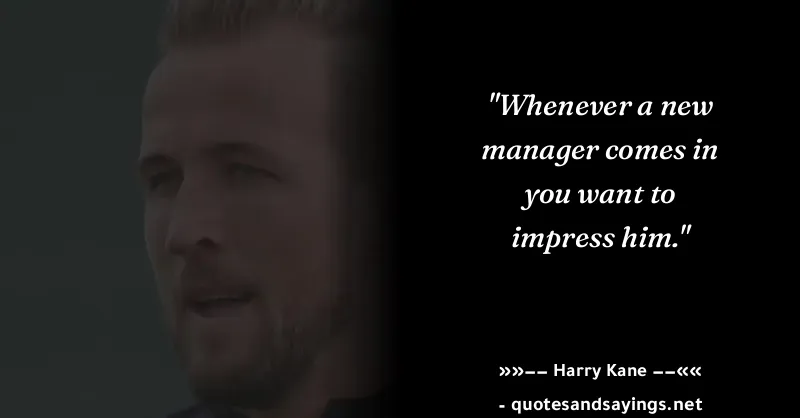 "Whenever a new
manager comes in
you want to
impress him."
»»−− Harry Kane −−««
- quotesandsayings.net